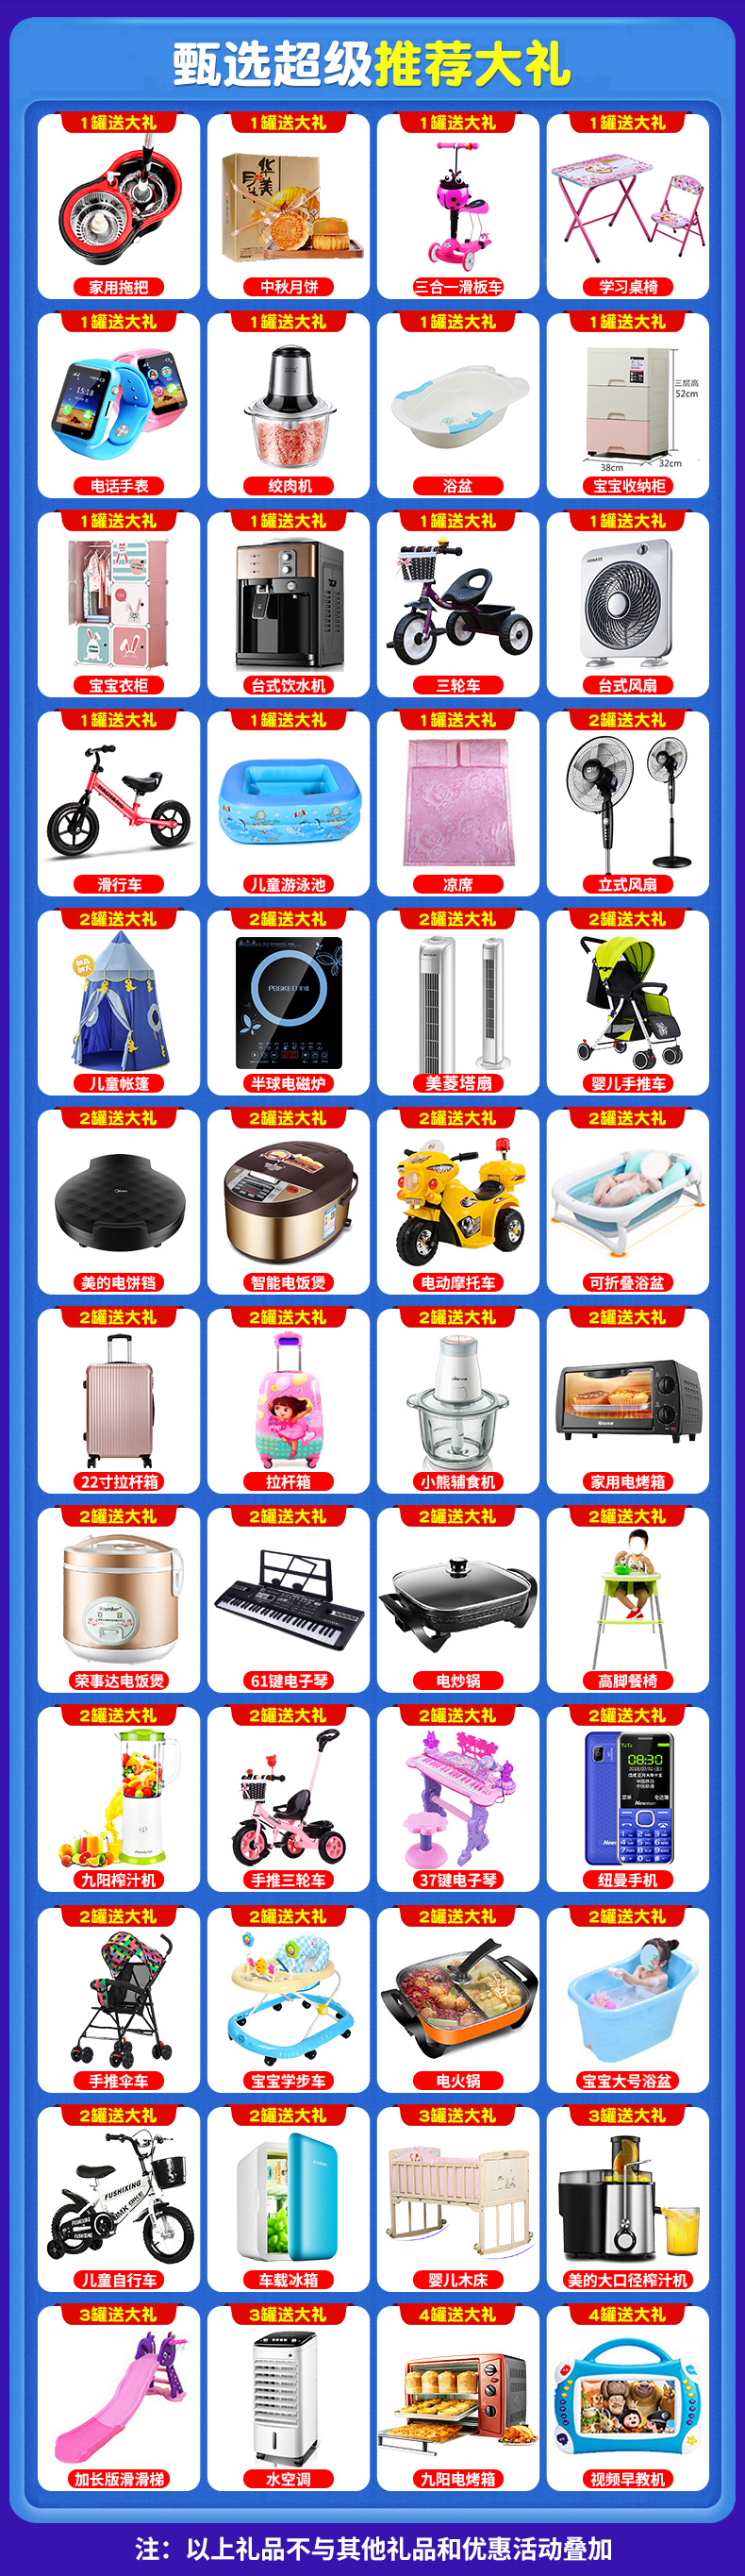 甄选超级推荐大礼
1罐送大礼 1罐送大礼 1罐送大礼 1罐送大礼
华美
家用拖把 中秋月饼 三合一滑板车 学习桌椅
1罐送大礼 1罐送大礼 1罐送大礼 1罐送大礼
15:18
三层高
52cm
38cm 32cm
电话手表 绞肉机 浴盆 宝宝收纳柜
1罐送大礼 1罐送大礼 1罐送大礼 1罐送大礼
宝宝衣柜 台式饮水机 三轮车 台式风扇
1罐送大礼 1罐送大礼 1罐送大礼 2罐送大礼
滑行车 儿童游泳池 凉席 立式风扇
2罐送大礼 2罐送大礼 2罐送大礼 2罐送大礼
儿童帐篷 半球电磁炉 美菱塔扇 婴儿手推车
2罐送大礼 2罐送大礼 2罐送大礼 2罐送大礼
美的电饼铛 智能电饭煲 电动摩托车 可折叠浴盆
2罐送大礼 2罐送大礼 2罐送大礼 2罐送大礼
22寸拉杆箱 拉杆箱 小熊辅食机 家用电烤箱
2罐送大礼 2罐送大礼 2罐送大礼 2罐送大礼
荣事达电饭煲 61键电子琴 电炒锅 高脚餐椅
2罐送大礼 2罐送大礼 2罐送大礼 2罐送大礼
08:30
九阳榨汁机 手推三轮车 37键电子琴 纽曼手机
2罐送大礼 2罐送大礼 2罐送大礼 2罐送大礼
手推伞车 宝宝学步车 电火锅 宝宝大号浴盆
2罐送大礼 2罐送大礼 3罐送大礼 3罐送大礼
FUSHIXING
儿童自行车 车载冰箱 婴儿木床 美的大口径榨汁机
3罐送大礼 3罐送大礼 4罐送大礼 4罐送大礼
加长版滑滑梯 水空调 九阳电烤箱 视频早教机
注：以上礼品不与其他礼品和优惠活动叠加